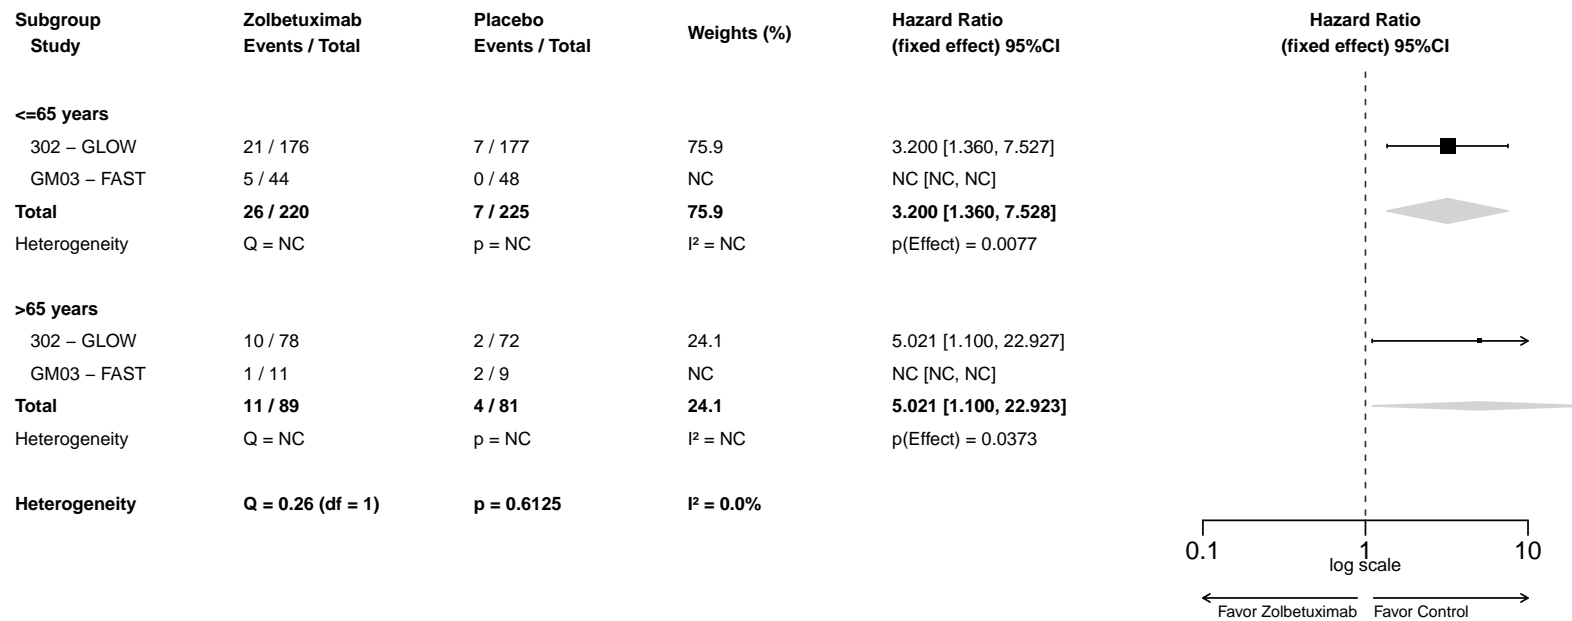 Subgroup Zolbetuximab Placebo Weights (%) Hazard Ratio Hazard Ratio
Study Events / Total Events / Total (fixed effect) 95%CI (fixed effect) 95%CI
<=65 years
302 – GLOW 21 / 176 7 / 177 75.9 3.200 [1.360, 7.527]
GM03 – FAST 5 / 44 0 / 48 NC NC [NC, NC]
Total 26 / 220 7 / 225 75.9 3.200 [1.360, 7.528]
Heterogeneity Q = NC p = NC I² = NC p(Effect) = 0.0077
>65 years
302 – GLOW 10 / 78 2 / 72 24.1 5.021 [1.100, 22.927]
GM03 – FAST 1 / 11 2 / 9 NC NC [NC, NC]
Total 11 / 89 4 / 81 24.1 5.021 [1.100, 22.923]
Heterogeneity Q = NC p = NC I² = NC p(Effect) = 0.0373
Heterogeneity Q = 0.26 (df = 1) p = 0.6125 I² = 0.0%
0.1 1 10
log scale
Favor Zolbetuximab Favor Control